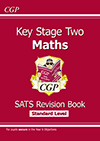 CGP
Key Stage Two
Maths
CGP
SATS Revision Book
Standard Level